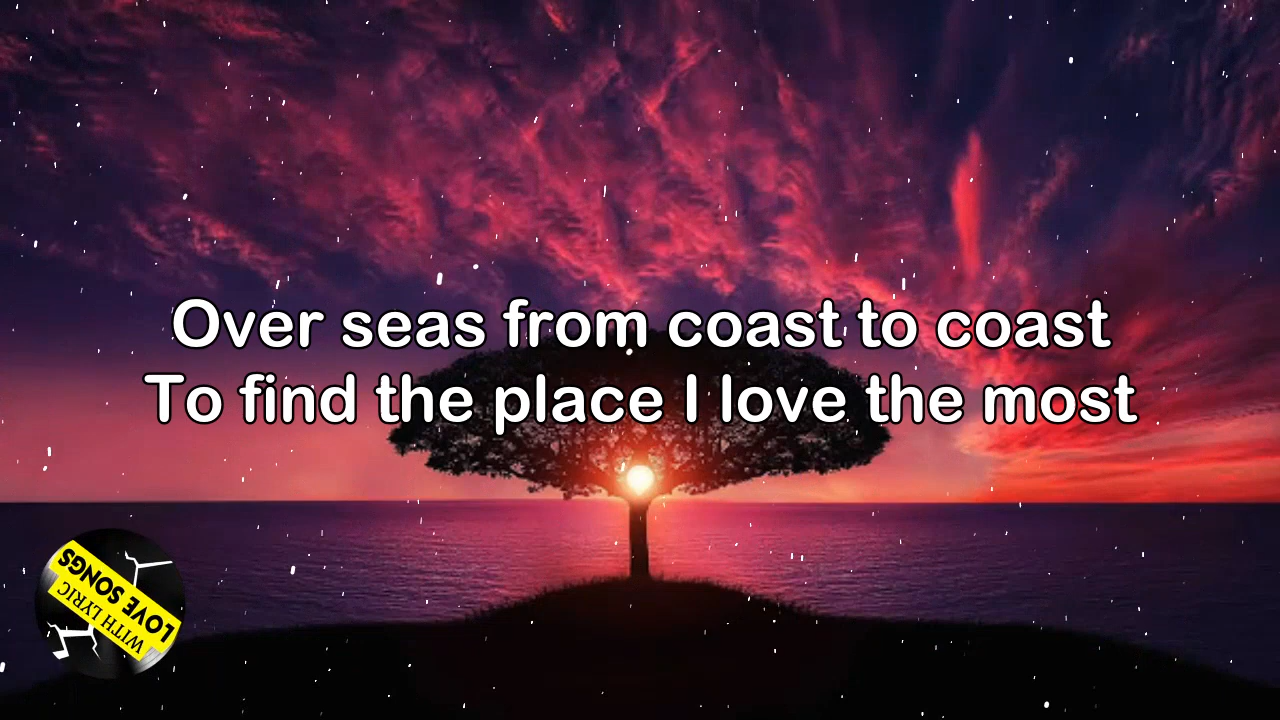 Over seas from coast to coast
To find the place I love the most
LOVE SONGS
WITH LYRIC